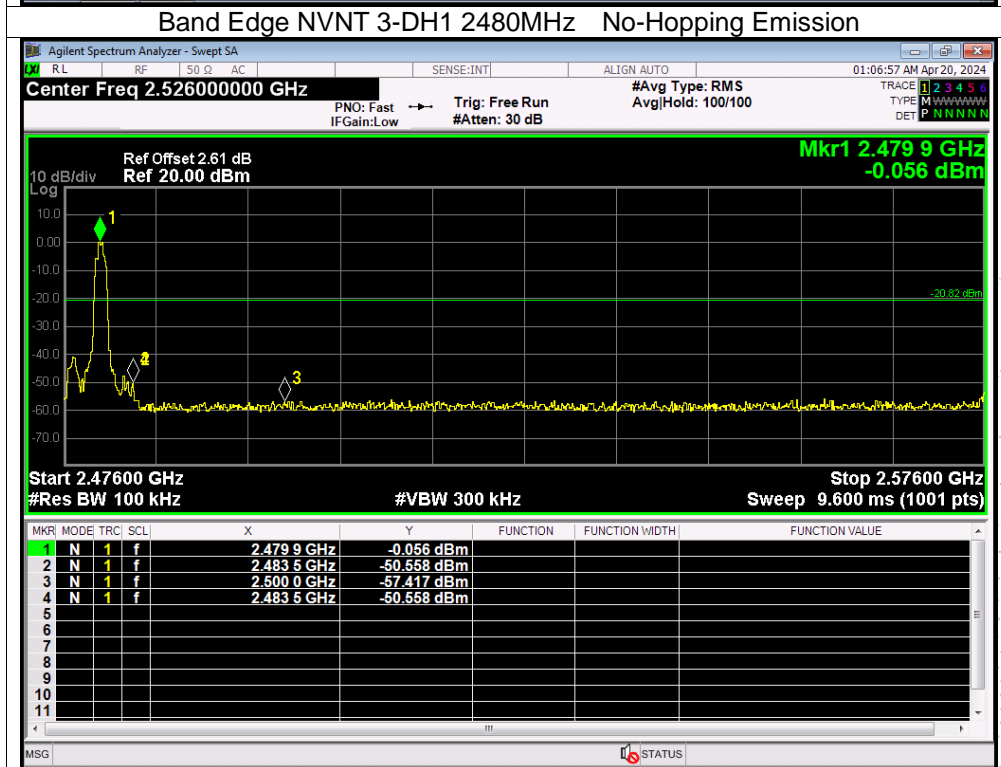 Band Edge NVNT 3-DH1 2480MHz No-Hopping Emission
Agilent Spectrum Analyzer - Swept SA
LXI RL RF 50 Ω AC SENSE:INT ALIGN AUTO 01:06:57 AM Apr 20, 2024
Center Freq 2.526000000 GHz #Avg Type: RMS TRACE 1 2 3 4 5 6
PNO: Fast Trig: Free Run Avg|Hold: 100/100 TYPE M WWWWW
IFGain:Low #Atten: 30 dB DET P N N N N N
Mkr1 2.479 9 GHz
-0.056 dBm
Ref Offset 2.61 dB
10 dB/div Ref 20.00 dBm
Log
10.0
1
0.00
-10.0
-20.0
-20.82 dBm
-30.0
-40.0
-50.0
3
-60.0
-70.0
Start 2.47600 GHz Stop 2.57600 GHz
#Res BW 100 kHz #VBW 300 kHz Sweep 9.600 ms (1001 pts)
MKR MODE TRC SCL X Y FUNCTION FUNCTION WIDTH FUNCTION VALUE
1 N 1 f 2.479 9 GHz -0.056 dBm
2 N 1 f 2.483 5 GHz -50.558 dBm
3 N 1 f 2.500 0 GHz -57.417 dBm
4 N 1 f 2.483 5 GHz -50.558 dBm
5
6
7
8
9
10
11
MSG STATUS